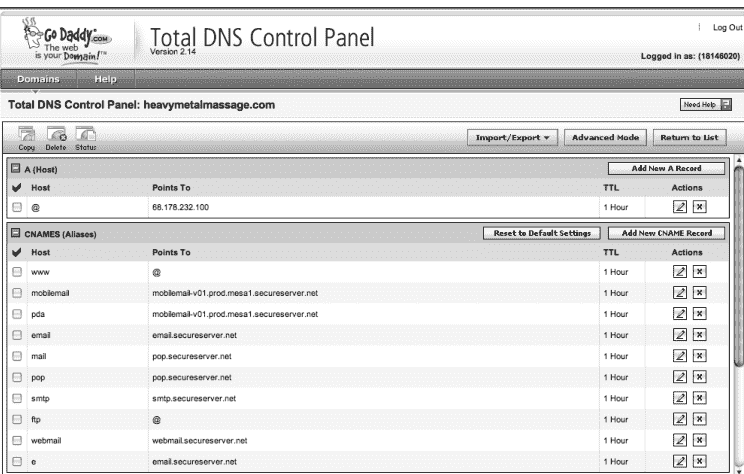 Go Daddy.COM
The web
is your Domain!™
Total DNS Control Panel
Version 2.14
Log Out
Logged in as: (18146020)
Domains Help
Total DNS Control Panel: heavymetalmassage.com
Need Help
Copy Delete Status
Import/Export Advanced Mode Return to List
A (Host) Add New A Record
Host Points To TTL Actions
@ 68.178.232.100 1 Hour
CNAMES (Aliases) Reset to Default Settings Add New CNAME Record
Host Points To TTL Actions
www @ 1 Hour
mobilemail mobilemail-v01.prod.mesa1.secureserver.net 1 Hour
pda mobilemail-v01.prod.mesa1.secureserver.net 1 Hour
email email.secureserver.net 1 Hour
mail pop.secureserver.net 1 Hour
pop pop.secureserver.net 1 Hour
smtp smtp.secureserver.net 1 Hour
ftp @ 1 Hour
webmail webmail.secureserver.net 1 Hour
e email.secureserver.net 1 Hour